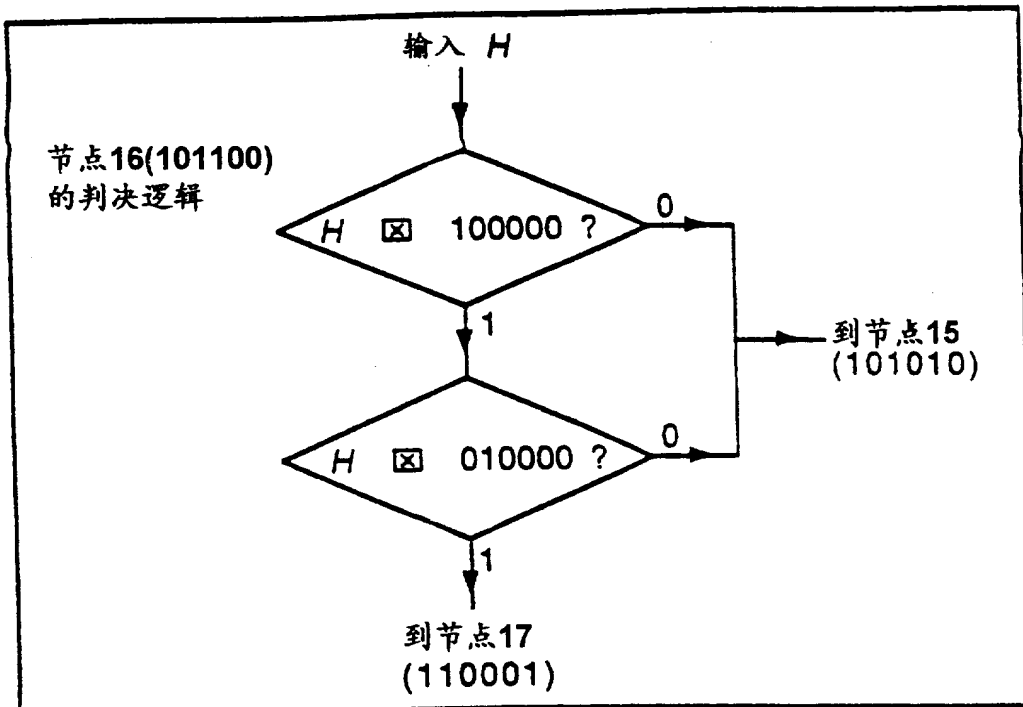 输入 H
节点16(101100)
的判决逻辑
H ☒ 100000 ?
0
1
到节点15
(101010)
H ☒ 010000 ?
0
1
到节点17
(110001)